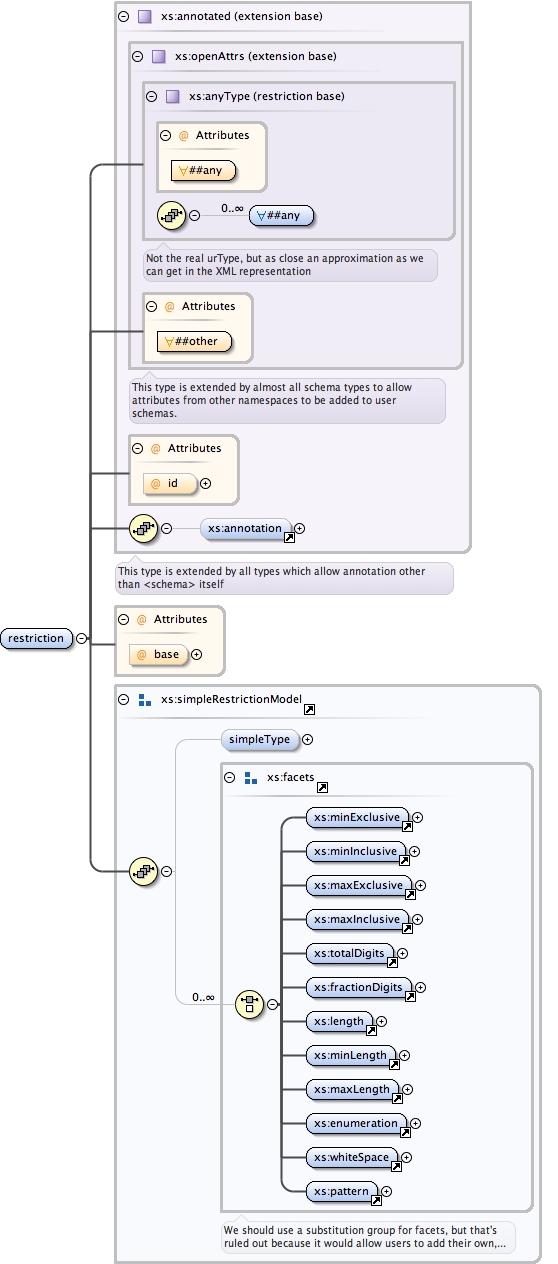 xs:annotated (extension base)
xs:openAttrs (extension base)
xs:anyType (restriction base)
@ Attributes
∀##any
0..∞
∀##any
Not the real urType, but as close an approximation as we
can get in the XML representation
@ Attributes
∀##other
This type is extended by almost all schema types to allow
attributes from other namespaces to be added to user
schemas.
@ Attributes
@ id
xs:annotation
This type is extended by all types which allow annotation other
than <schema> itself
restriction
@ Attributes
@ base
xs:simpleRestrictionModel
simpleType
xs:facets
xs:minExclusive
xs:minInclusive
xs:maxExclusive
xs:maxInclusive
xs:totalDigits
xs:fractionDigits
0..∞
xs:length
xs:minLength
xs:maxLength
xs:enumeration
xs:whiteSpace
xs:pattern
We should use a substitution group for facets, but that's
ruled out because it would allow users to add their own,...